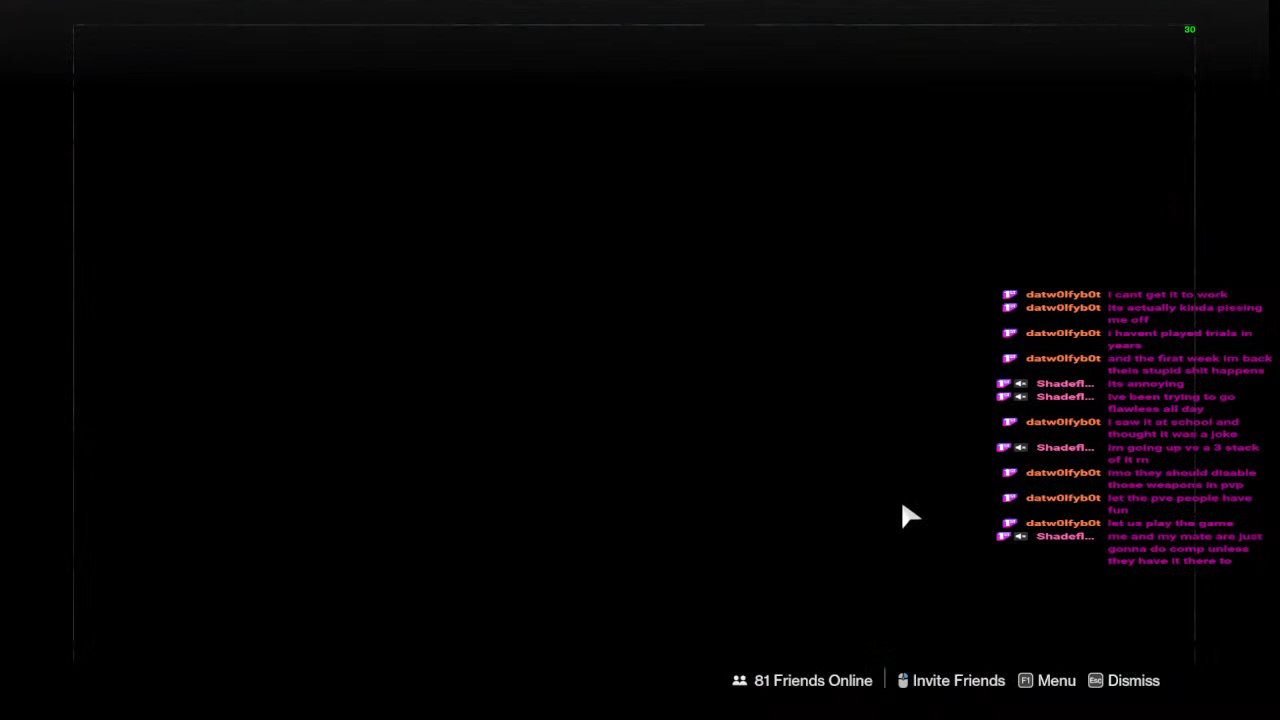 30
datw0lfyb0t i cant get it to work
datw0lfyb0t its actually kinda piesing
me off
datw0lfyb0t i havent played trials in
years
datw0lfyb0t and the first week im back
theis stupid shit happens
Shadefl... its annoying
Shadefl... ive been trying to go
flawless all day
datw0lfyb0t i saw it at school and
thought it was a joke
Shadefl... im going up vs a 3 stack
of it rn
datw0lfyb0t imo they should disable
those weapons in pvp
datw0lfyb0t let the pve people have
fun
datw0lfyb0t let us play the game
Shadefl... me and my mate are just
gonna do comp unless
they have it there to
81 Friends Online Invite Friends F1 Menu Esc Dismiss